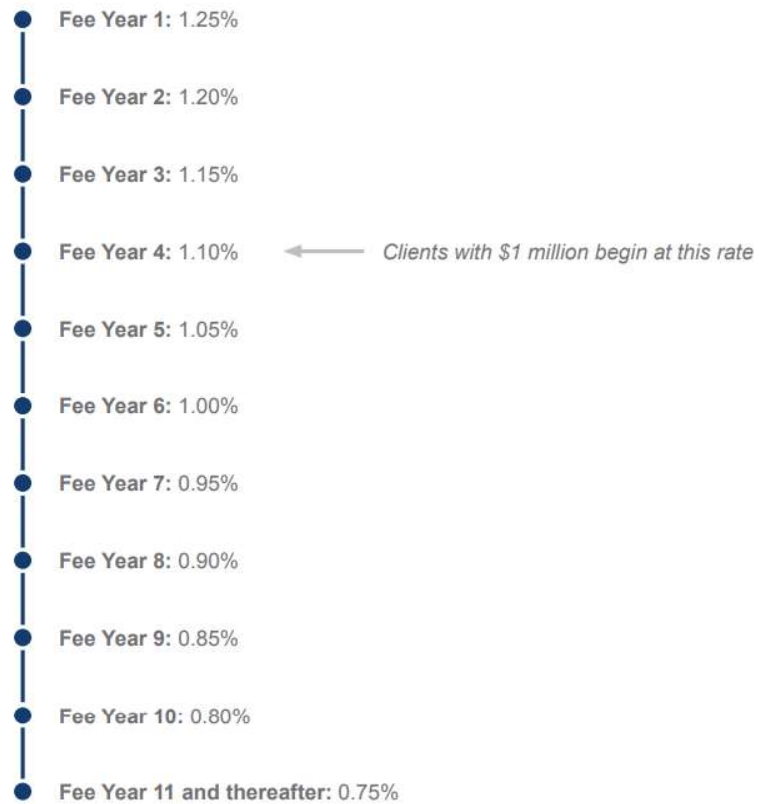 Fee Year 1: 1.25%
Fee Year 2: 1.20%
Fee Year 3: 1.15%
Fee Year 4: 1.10% Clients with $1 million begin at this rate
Fee Year 5: 1.05%
Fee Year 6: 1.00%
Fee Year 7: 0.95%
Fee Year 8: 0.90%
Fee Year 9: 0.85%
Fee Year 10: 0.80%
Fee Year 11 and thereafter: 0.75%